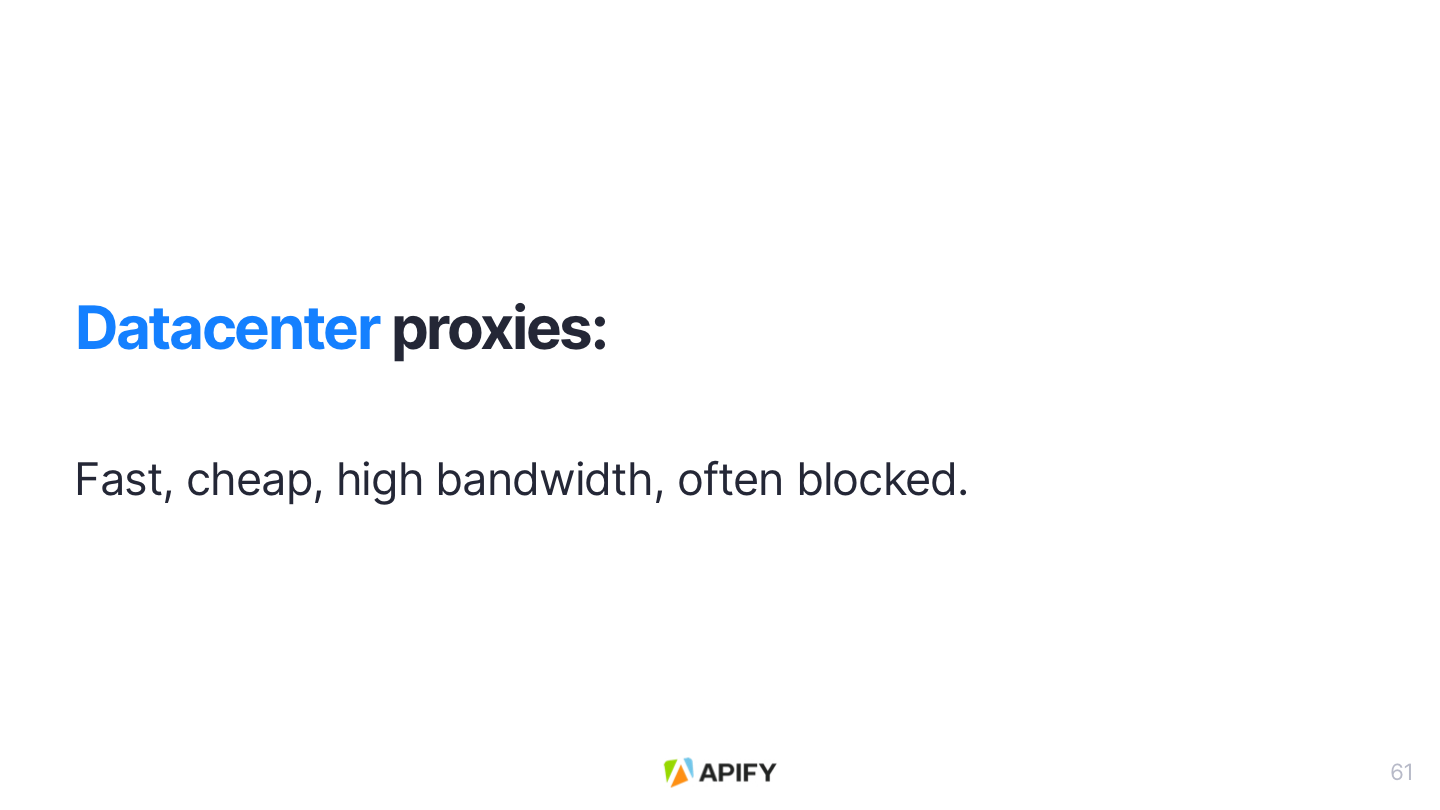 Datacenter proxies:
Fast, cheap, high bandwidth, often blocked.
APIFY
61